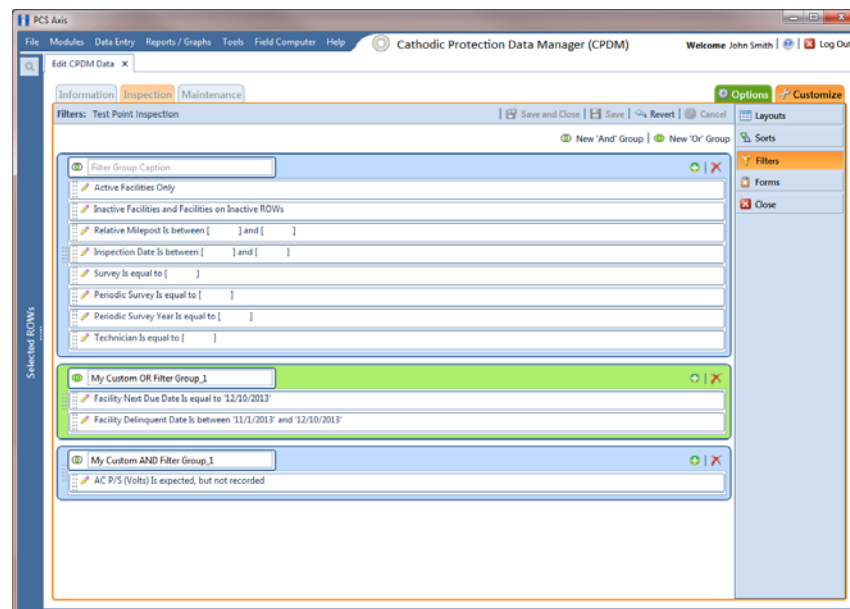 PCS Axis
File Modules Data Entry Reports / Graphs Tools Field Computer Help Cathodic Protection Data Manager (CPDM) Welcome John Smith | | Log Out
Edit CPDM Data X
Information Inspection Maintenance Options Customize
Filters: Test Point Inspection | Save and Close | Save | Revert | Cancel Layouts
New 'And' Group | New 'Or' Group Sorts
Filter Group Caption Filters
Active Facilities Only Forms
Inactive Facilities and Facilities on Inactive ROWs Close
Relative Milepost Is between [ ] and [ ]
Inspection Date Is between [ ] and [ ]
Survey Is equal to [ ]
Periodic Survey Is equal to [ ]
Periodic Survey Year Is equal to [ ]
Technician Is equal to [ ]
Selected ROWs
My Custom OR Filter Group_1
Facility Next Due Date Is equal to '12/10/2013'
Facility Delinquent Date Is between '11/1/2013' and '12/10/2013'
My Custom AND Filter Group_1
AC P/S (Volts) Is expected, but not recorded